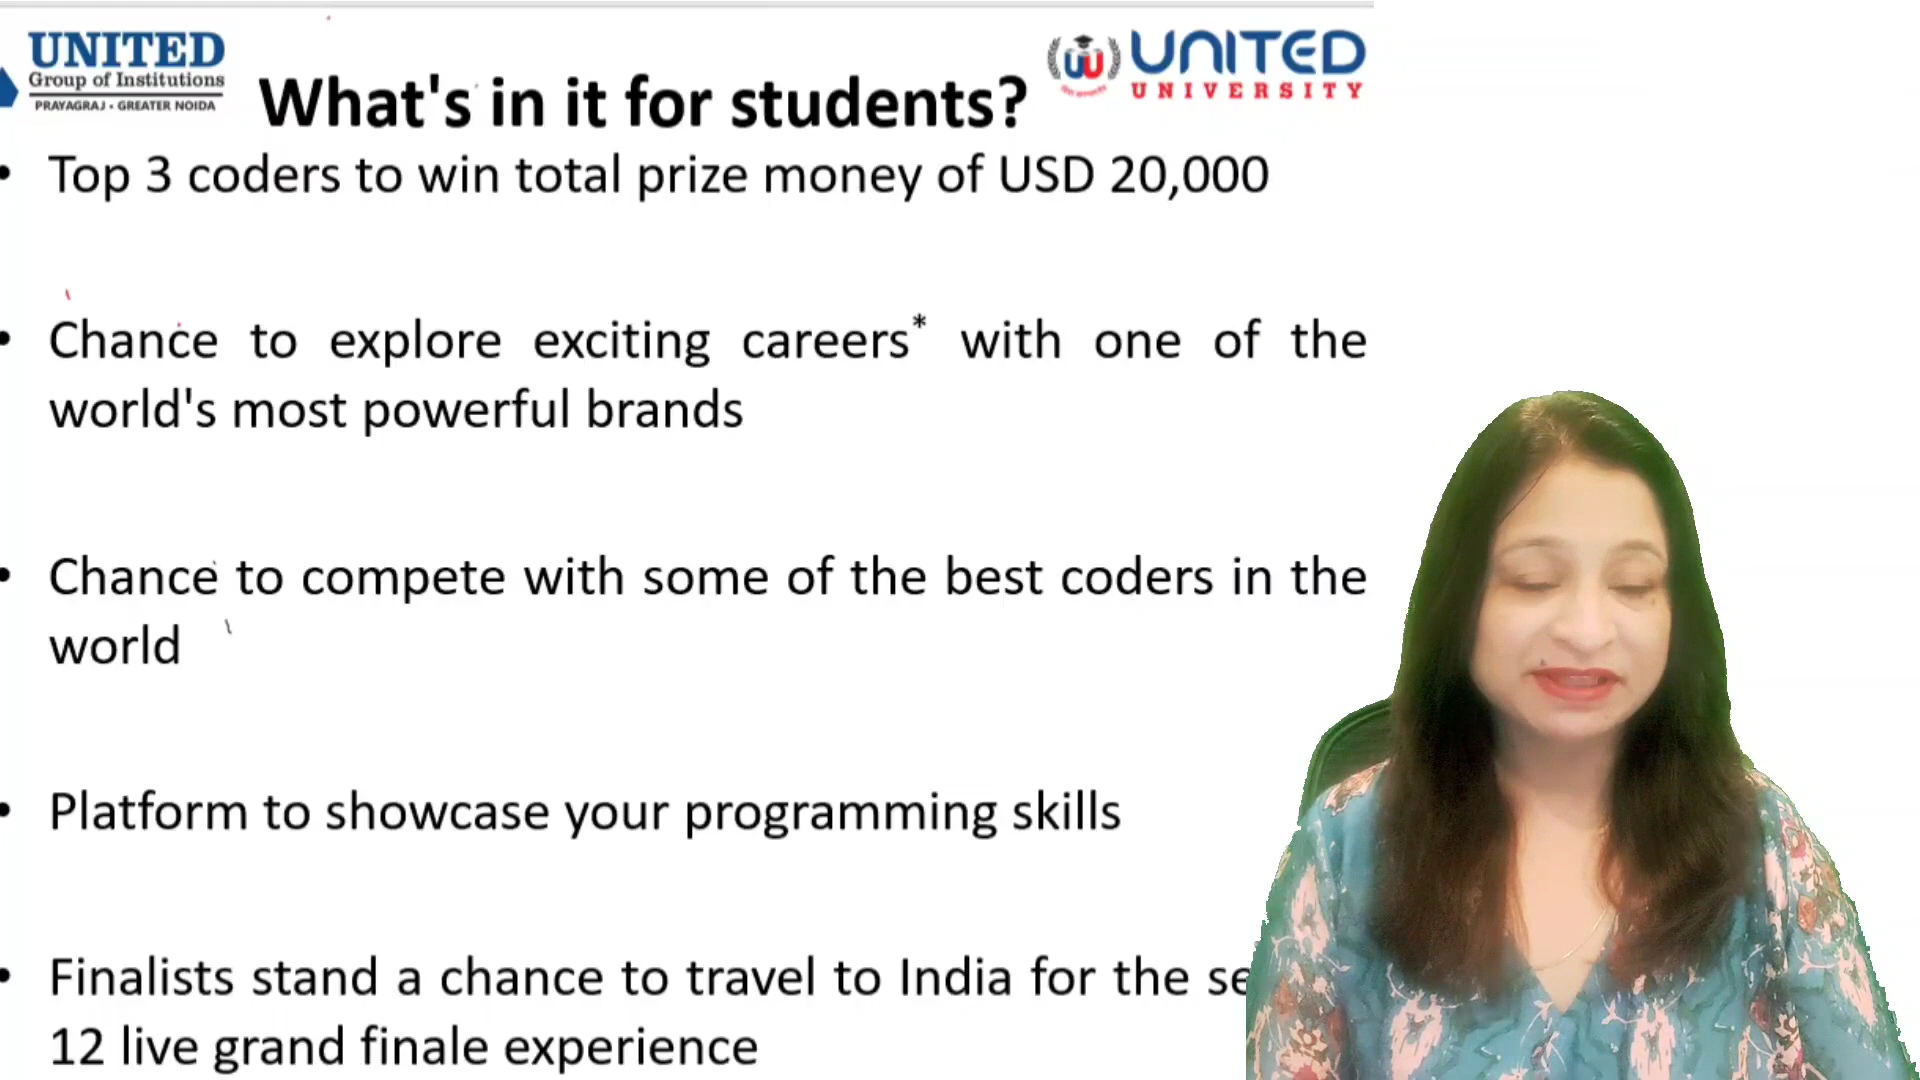 UNITED
Group of Institutions
PRAYAGRAJ • GREATER NOIDA
UNITED
UNIVERSITY
What's in it for students?
• Top 3 coders to win total prize money of USD 20,000
• Chance to explore exciting careers* with one of the
world's most powerful brands
• Chance to compete with some of the best coders in the
world
• Platform to showcase your programming skills
• Finalists stand a chance to travel to India for the
12 live grand finale experience